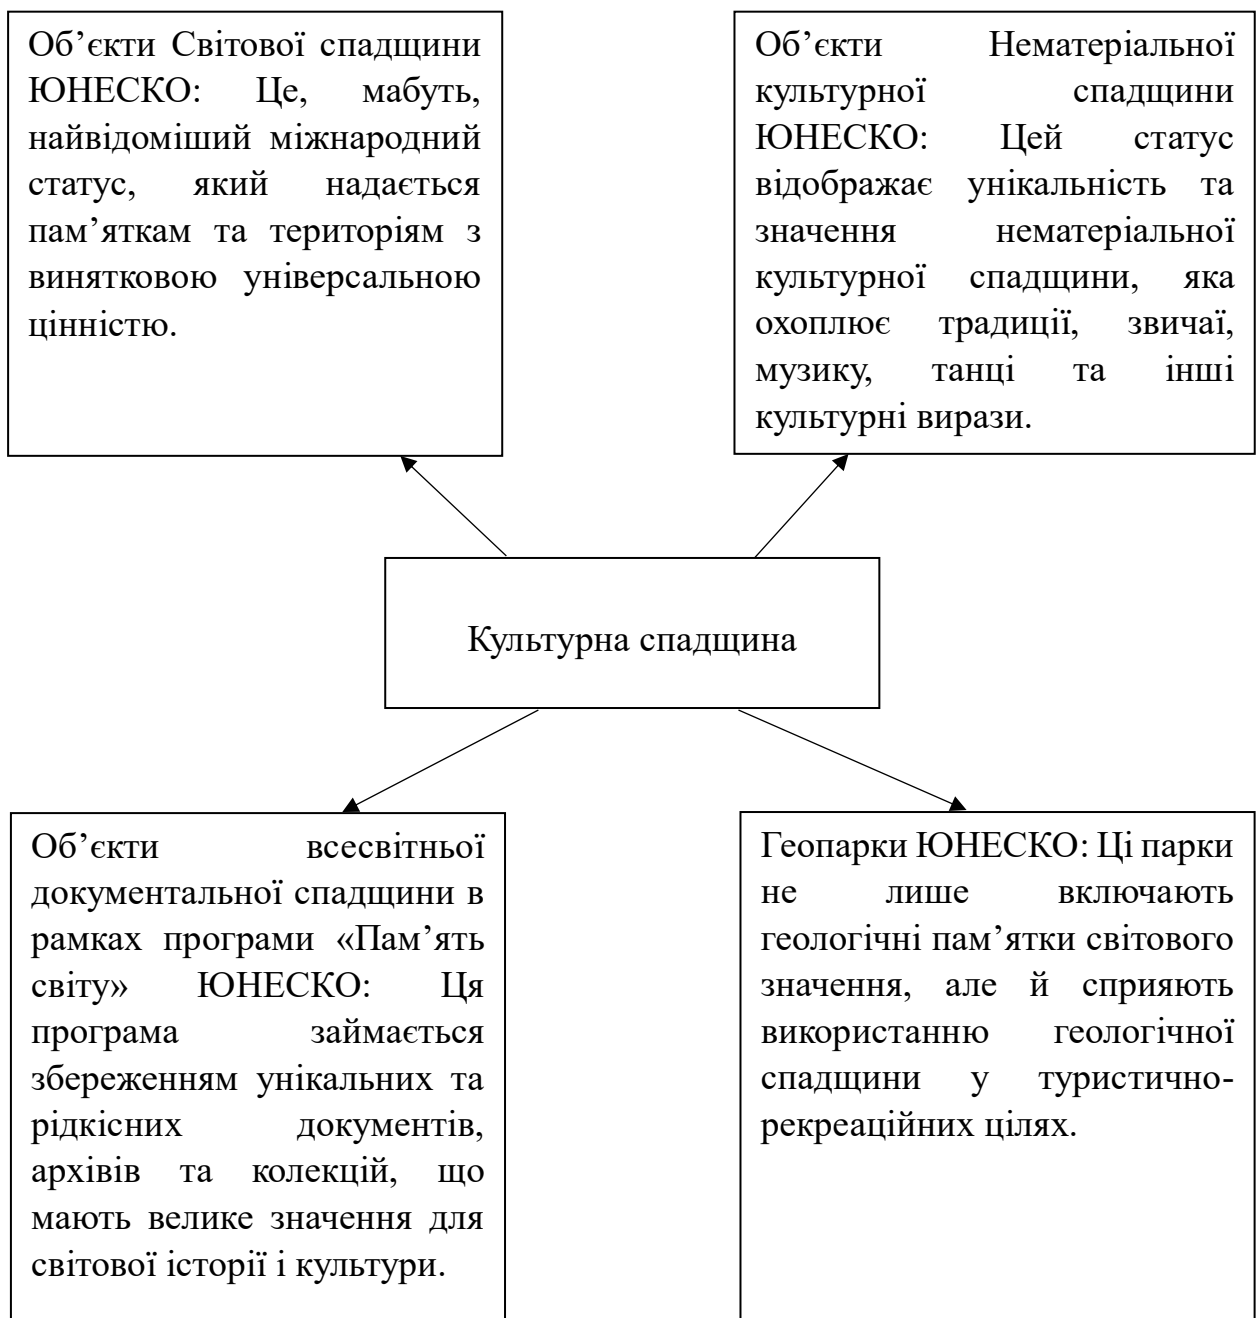 Об’єкти Світової спадщини
ЮНЕСКО: Це, мабуть,
найвідоміший міжнародний
статус, який надається
пам’яткам та територіям з
винятковою універсальною
цінністю.
Об’єкти Нематеріальної
культурної спадщини
ЮНЕСКО: Цей статус
відображає унікальність та
значення нематеріальної
культурної спадщини, яка
охоплює традиції, звичаї,
музику, танці та інші
культурні вирази.
Культурна спадщина
Об’єкти всесвітньої
документальної спадщини в
рамках програми «Пам’ять
світу» ЮНЕСКО: Ця
програма займається
збереженням унікальних та
рідкісних документів,
архівів та колекцій, що
мають велике значення для
світової історії і культури.
Геопарки ЮНЕСКО: Ці парки
не лише включають
геологічні пам’ятки світового
значення, але й сприяють
використанню геологічної
спадщини у туристично-
рекреаційних цілях.